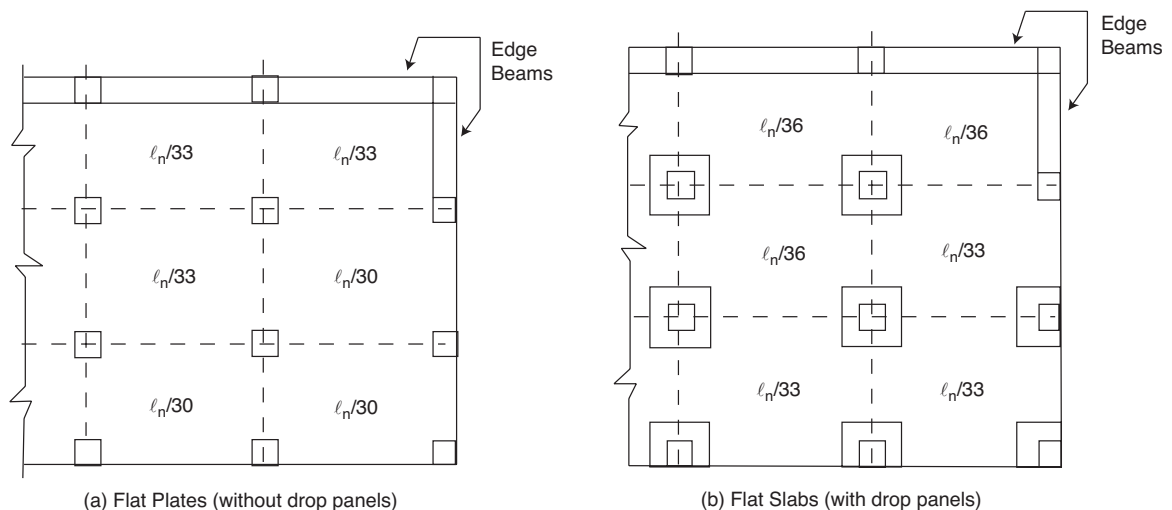 Edge
Beams
ℓn/33 ℓn/33
ℓn/33 ℓn/30
ℓn/30 ℓn/30
(a) Flat Plates (without drop panels)
Edge
Beams
ℓn/36 ℓn/36
ℓn/36 ℓn/33
ℓn/33 ℓn/33
(b) Flat Slabs (with drop panels)